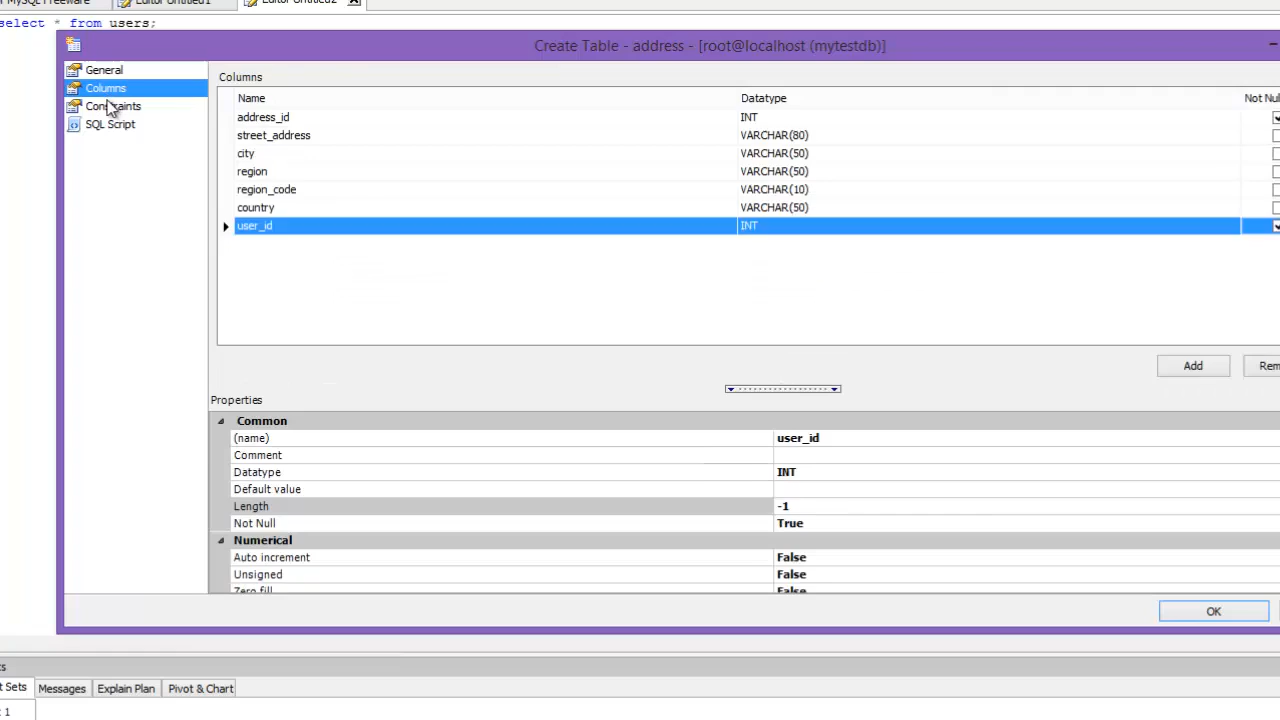 MySQL Freeware Editor Untitled1 Editor Untitled2
select * from users;
Create Table - address - [root@localhost (mytestdb)]
General
Columns
Constraints
SQL Script
Columns
Name Datatype Not Nul
address_id INT
street_address VARCHAR(80)
city VARCHAR(50)
region VARCHAR(50)
region_code VARCHAR(10)
country VARCHAR(50)
user_id INT
Add Rem
Properties
Common
(name) user_id
Comment
Datatype INT
Default value
Length -1
Not Null True
Numerical
Auto increment False
Unsigned False
Zero fill False
OK
ts
t Sets Messages Explain Plan Pivot & Chart
t 1